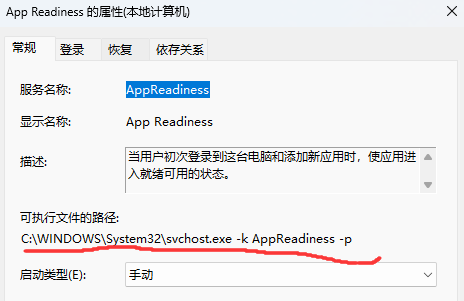 App Readiness 的属性(本地计算机)
常规 登录 恢复 依存关系
服务名称: AppReadiness
显示名称: App Readiness
描述: 当用户初次登录到这台电脑和添加新应用时，使应用进
入就绪可用的状态。
可执行文件的路径:
C:\WINDOWS\System32\svchost.exe -k AppReadiness -p
启动类型(E): 手动